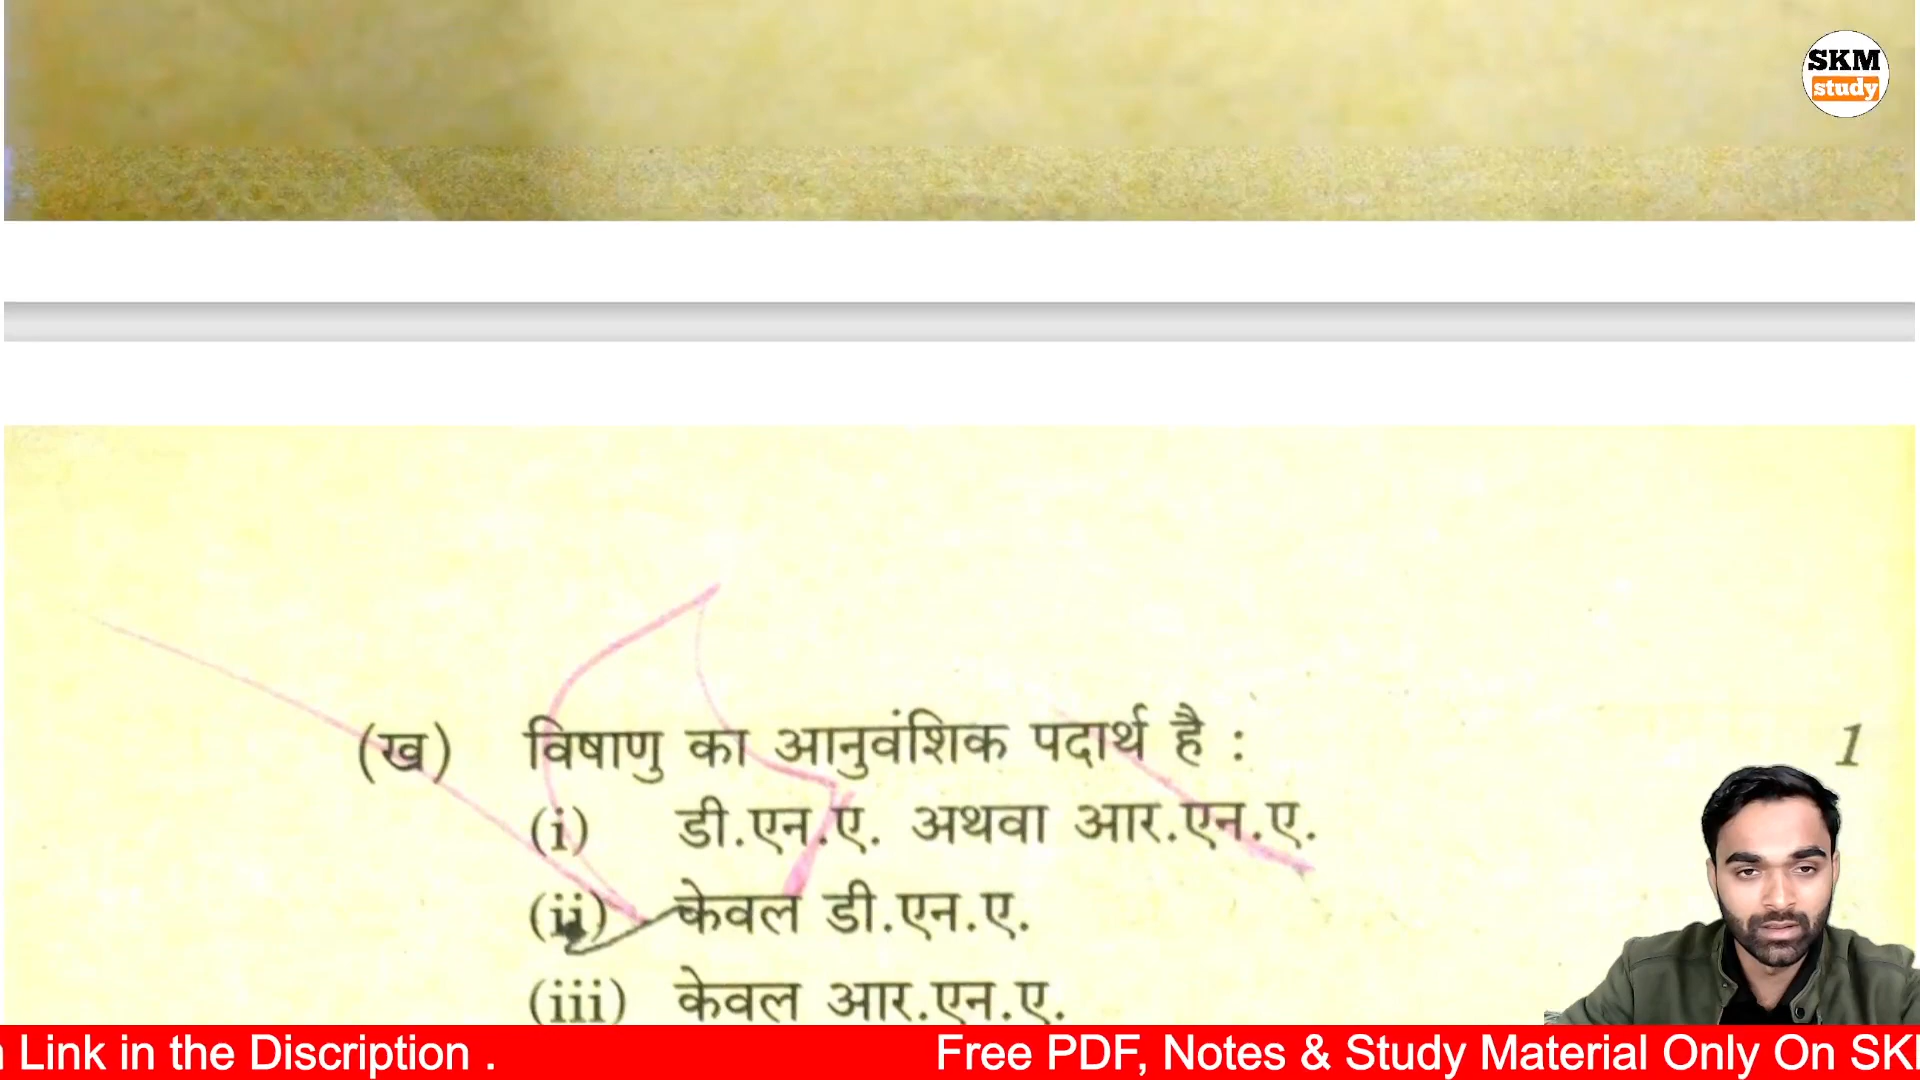 SKM
study
(ख) विषाणु का आनुवंशिक पदार्थ है : 1
(i) डी.एन.ए. अथवा आर.एन.ए.
(ii) केवल डी.एन.ए.
(iii) केवल आर.एन.ए.
Link in the Discription . Free PDF, Notes & Study Material Only On